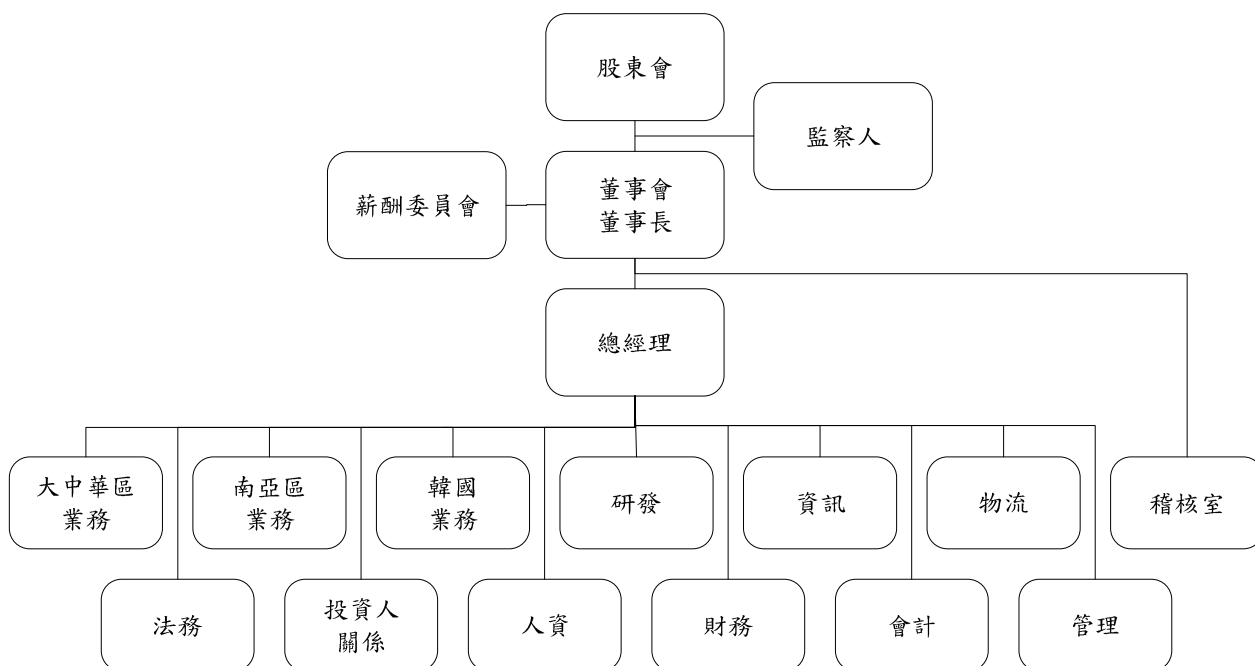 股東會
監察人
薪酬委員會
董事會
董事長
總經理
大中華區
業務
南亞區
業務
韓國
業務
研發
資訊
物流
稽核室
法務
投資人
關係
人資
財務
會計
管理